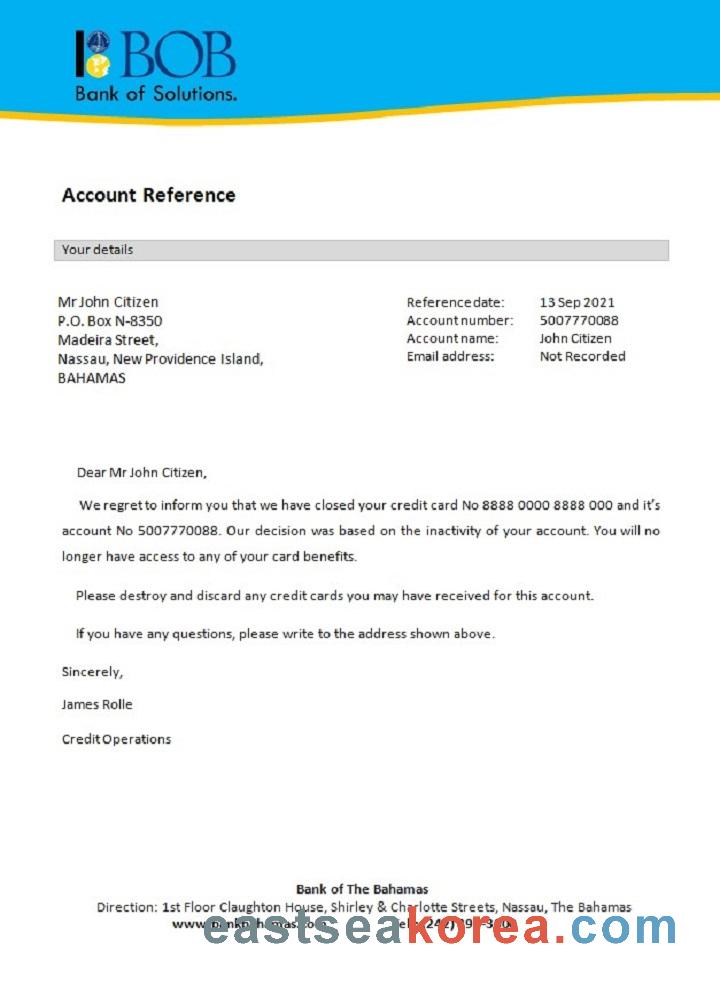 BOB
Bank of Solutions.
Account Reference
Your details
Mr John Citizen
P.O. Box N-8350
Madeira Street,
Nassau, New Providence Island,
BAHAMAS
Reference date: 13 Sep 2021
Account number: 5007770088
Account name: John Citizen
Email address: Not Recorded
Dear Mr John Citizen,
We regret to inform you that we have closed your credit card No 8888 0000 8888 000 and it's
account No 5007770088. Our decision was based on the inactivity of your account. You will no
longer have access to any of your card benefits.
Please destroy and discard any credit cards you may have received for this account.
If you have any questions, please write to the address shown above.
Sincerely,
James Rolle
Credit Operations
Bank of The Bahamas
Direction: 1st Floor Claughton House, Shirley & Charlotte Streets, Nassau, The Bahamas
eastseakorea.com